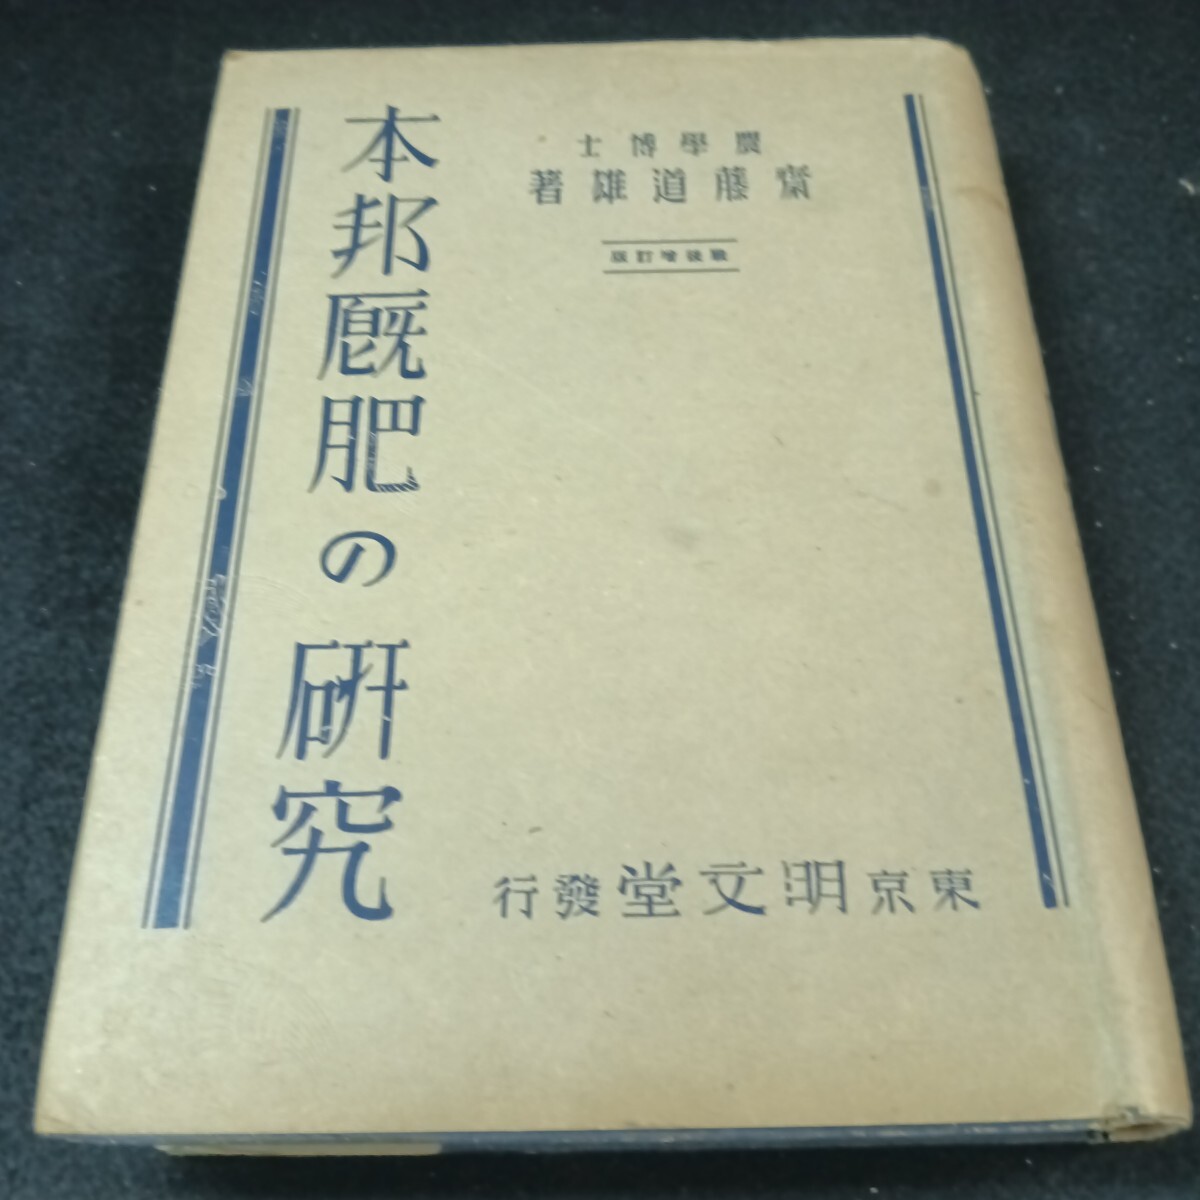 農學博士
齋藤道雄著
戰後增訂版
本邦厩肥の研究
東京明文堂發行